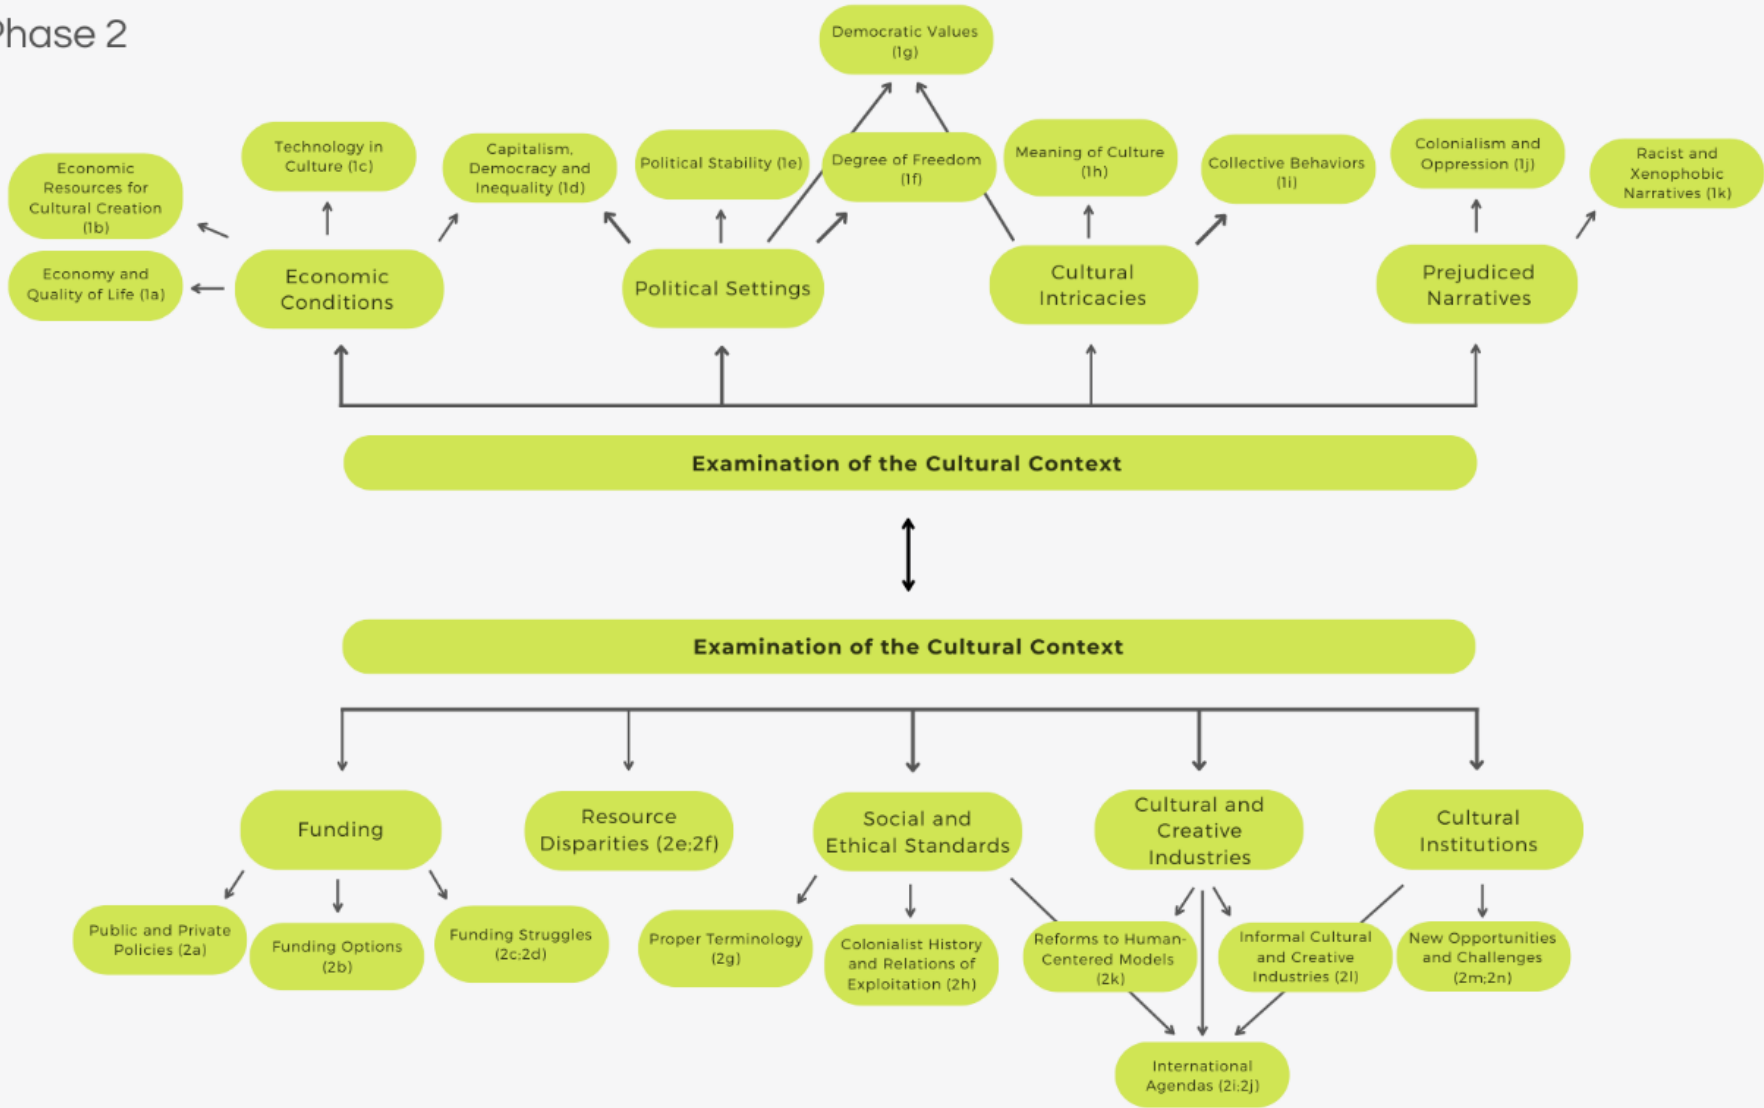 Phase 2
Democratic Values
(1g)
Economic
Resources for
Cultural Creation
(1b)
Technology in
Culture (1c)
Capitalism,
Democracy and
Inequality (1d)
Political Stability (1e)
Degree of Freedom
(1f)
Meaning of Culture
(1h)
Collective Behaviors
(1i)
Colonialism and
Oppression (1j)
Racist and
Xenophobic
Narratives (1k)
Economy and
Quality of Life (1a)
Economic
Conditions
Political Settings
Cultural
Intricacies
Prejudiced
Narratives
Examination of the Cultural Context
Examination of the Cultural Context
Funding
Resource
Disparities (2e;2f)
Social and
Ethical Standards
Cultural and
Creative
Industries
Cultural
Institutions
Public and Private
Policies (2a)
Funding Options
(2b)
Funding Struggles
(2c;2d)
Proper Terminology
(2g)
Colonialist History
and Relations of
Exploitation (2h)
Reforms to Human-
Centered Models
(2k)
Informal Cultural
and Creative
Industries (2l)
New Opportunities
and Challenges
(2m;2n)
International
Agendas (2i;2j)